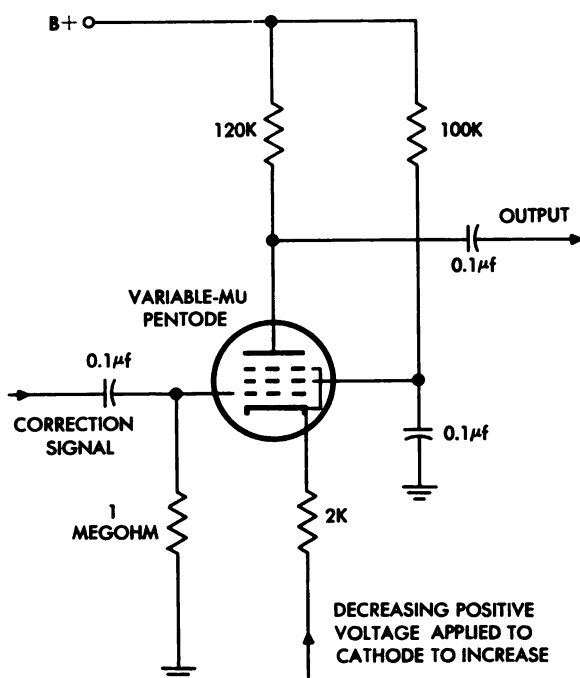 B+
120K
100K
OUTPUT
0.1μf
VARIABLE-MU
PENTODE
0.1μf
CORRECTION
SIGNAL
0.1μf
1
MEGOHM
2K
DECREASING POSITIVE
VOLTAGE APPLIED TO
CATHODE TO INCREASE